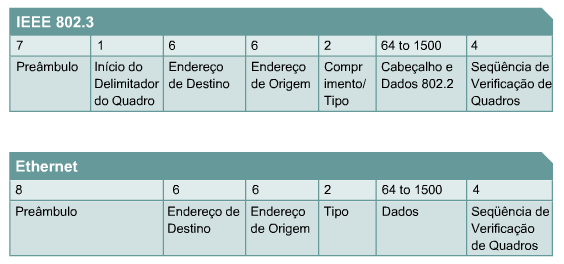 IEEE 802.3
7 1 6 6 2 64 to 1500 4
Preâmbulo Início do Endereço Endereço Compr Cabeçalho e Seqüência de
Delimitador de Destino de Origem imento/ Dados 802.2 Verificação de
do Quadro Tipo Quadros
Ethernet
8 6 6 2 64 to 1500 4
Preâmbulo Endereço de Endereço Tipo Dados Seqüência de
Destino de Origem Verificação
de Quadros